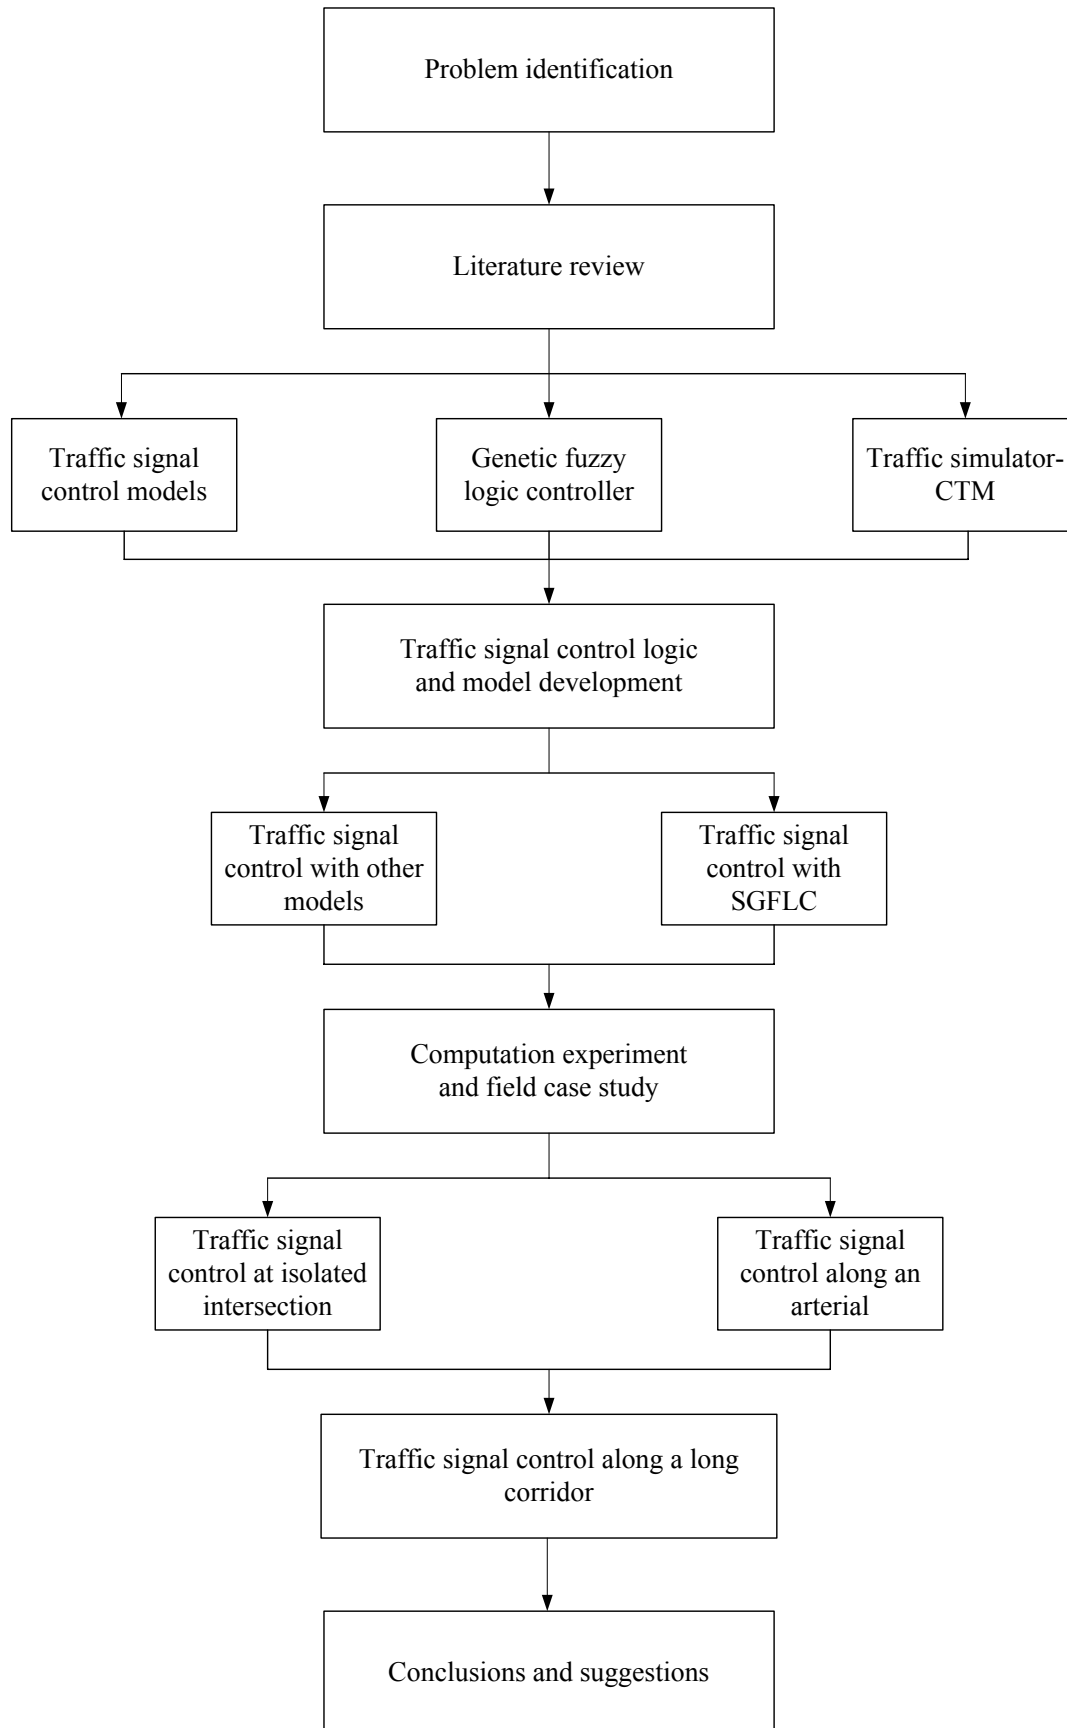 Problem identification
Literature review
Traffic signal
control models
Genetic fuzzy
logic controller
Traffic simulator-
CTM
Traffic signal control logic
and model development
Traffic signal
control with other
models
Traffic signal
control with
SGFLC
Computation experiment
and field case study
Traffic signal
control at isolated
intersection
Traffic signal
control along an
arterial
Traffic signal control along a long
corridor
Conclusions and suggestions